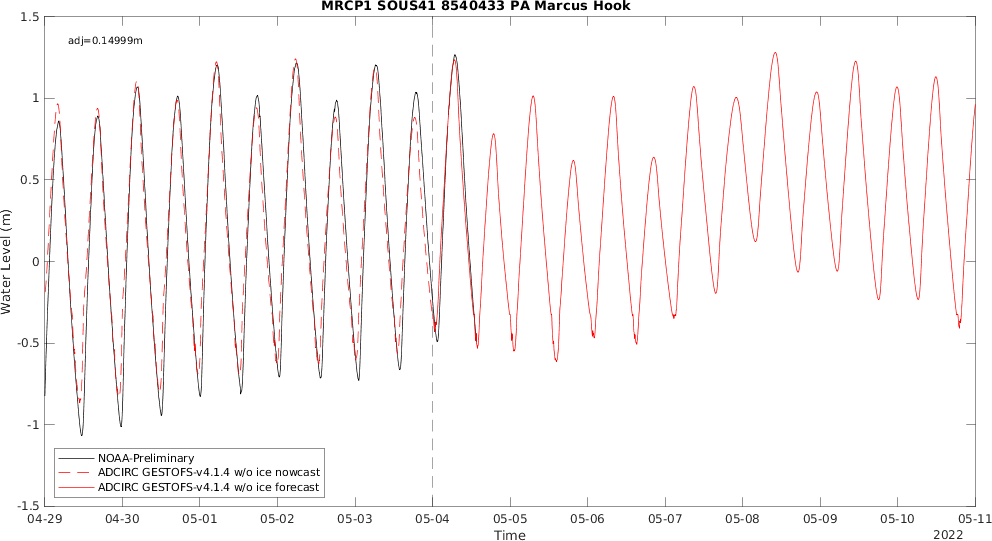 MRCP1 SOUS41 8540433 PA Marcus Hook
adj=0.14999m
1.5
1
0.5
0
-0.5
-1
-1.5
Water Level (m)
NOAA-Preliminary
ADCIRC GESTOFS-v4.1.4 w/o ice nowcast
ADCIRC GESTOFS-v4.1.4 w/o ice forecast
04-29 04-30 05-01 05-02 05-03 05-04 05-05 05-06 05-07 05-08 05-09 05-10 05-11
Time
2022